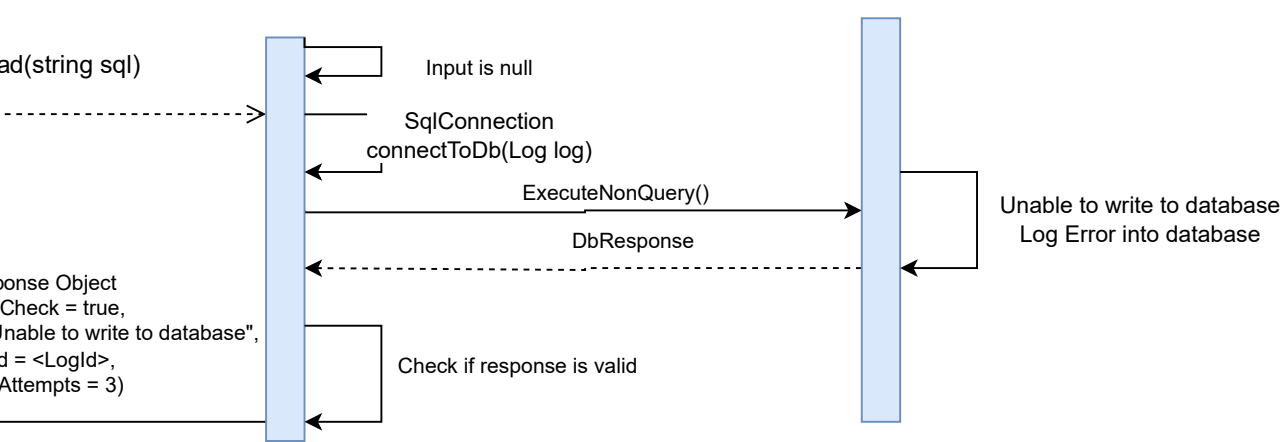 ad(string sql)
Input is null
SqlConnection
connectToDb(Log log)
ExecuteNonQuery()
DbResponse
Unable to write to database
Log Error into database
ponse Object
Check = true,
Unable to write to database",
d = <LogId>,
Attempts = 3)
Check if response is valid